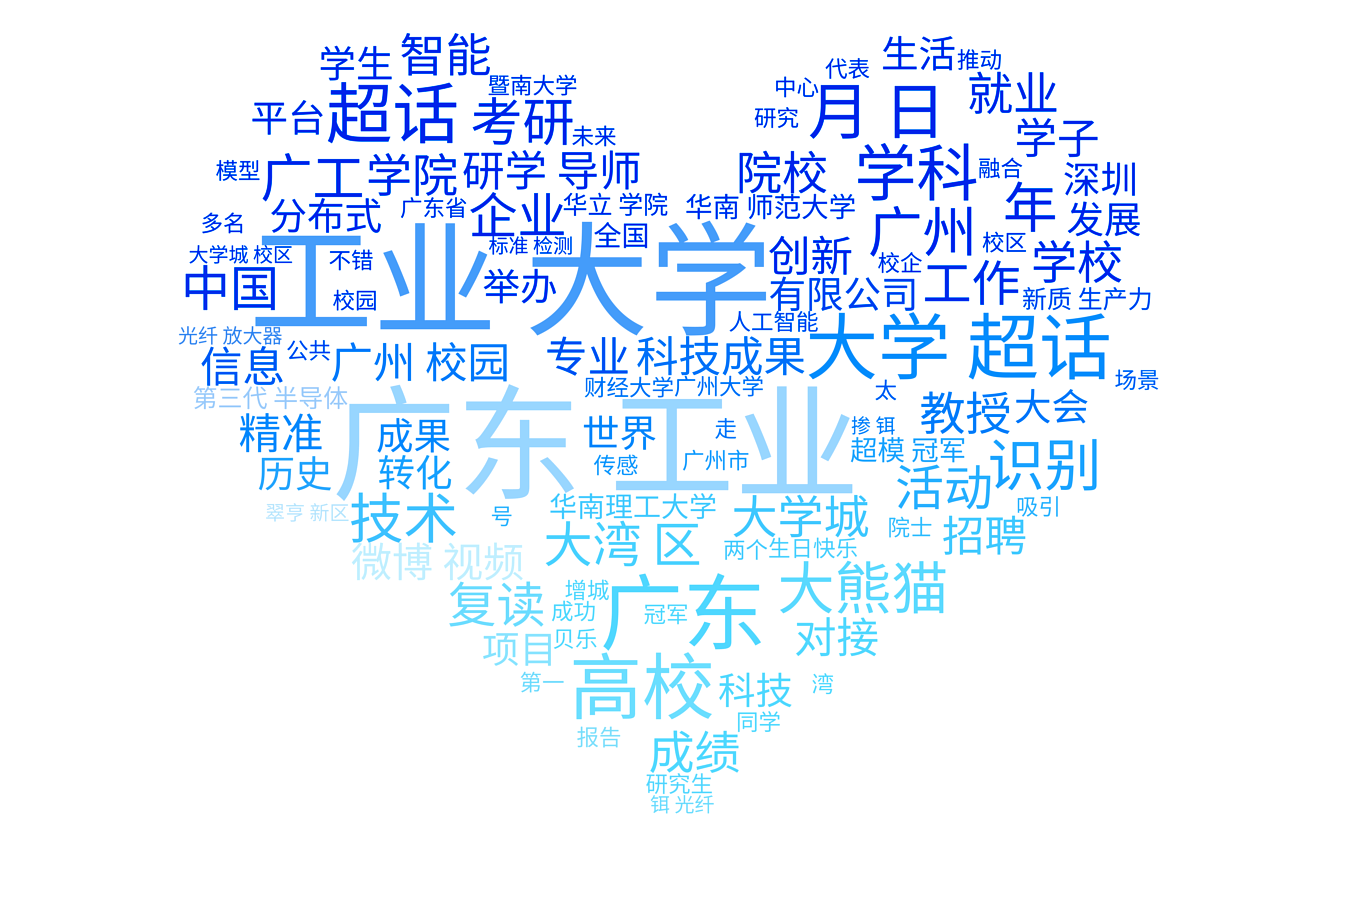 学生
智能
生活
推动
代表
暨南大学
中心
就业
超话
考研
月 日
平台
研究
未来
学子
模型
广工
学院
研学 导师
院校
学科
融合
深圳
多名
分布式
广东省
企业
华立 学院
华南 师范大学
广州
年
发展
大学城 校区
不错
标准 检测
全国
创新
校企
校区
学校
工业 大学
中国
校园
举办
有限公司
工作
新质 生产力
光纤 放大器
人工智能
信息
公共
广州 校园
专业
科技成果
大学 超话
场景
第三代 半导体
财经大学
广州大学
太
教授
大会
广东 工业
精准
成果
世界
走
掺 铒
超模 冠军
识别
历史
转化
传感
广州市
活动
翠亨 新区
技术
号
华南理工大学
大学城
院士
吸引
招聘
微博 视频
大湾 区
两个生日快乐
复读
增城
成功
广东
冠军
大熊猫
项目
贝乐
对接
第一
高校
科技
湾
报告
同学
成绩
研究生
铒 光纤